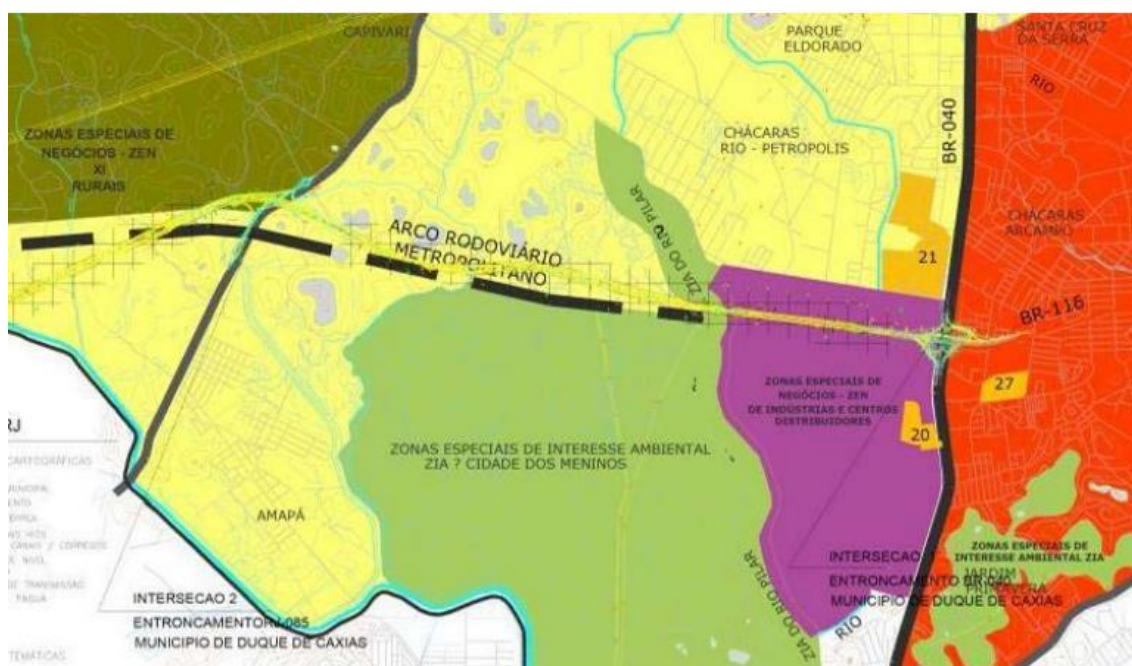 CAPIVARI
PARQUE
ELDORADO
SANTA CRUZ
DA SERRA
RIO
ZONAS ESPECIAIS DE
NEGÓCIOS - ZEN
XI
RURAIS
BR-040
CHÁCARAS
RIO - PETRÓPOLIS
ZIA DO RIO PILAR
CHÁCARAS
ARCAMPO
ARCO RODOVIÁRIO
METROPOLITANO
21
BR-116
ZONAS ESPECIAIS DE
NEGÓCIOS - ZEN
DE INDÚSTRIAS E CENTROS
DISTRIBUIDORES
27
20
RJ
CARTOGRÁFICAS
ZONAS ESPECIAIS DE INTERESSE AMBIENTAL
ZIA ? CIDADE DOS MENINOS
AMAPÁ
ZONAS ESPECIAIS DE
INTERESSE AMBIENTAL ZIA
JARDIM
PRIMAVERA
INTERSECAO 1
ENTRONCAMENTO BR-040
MUNICIPIO DE DUQUE DE CAXIAS
ZIA DO RIO PILAR
RIO
INTERSECAO 2
ENTRONCAMENTORJ-085
MUNICIPIO DE DUQUE DE CAXIAS